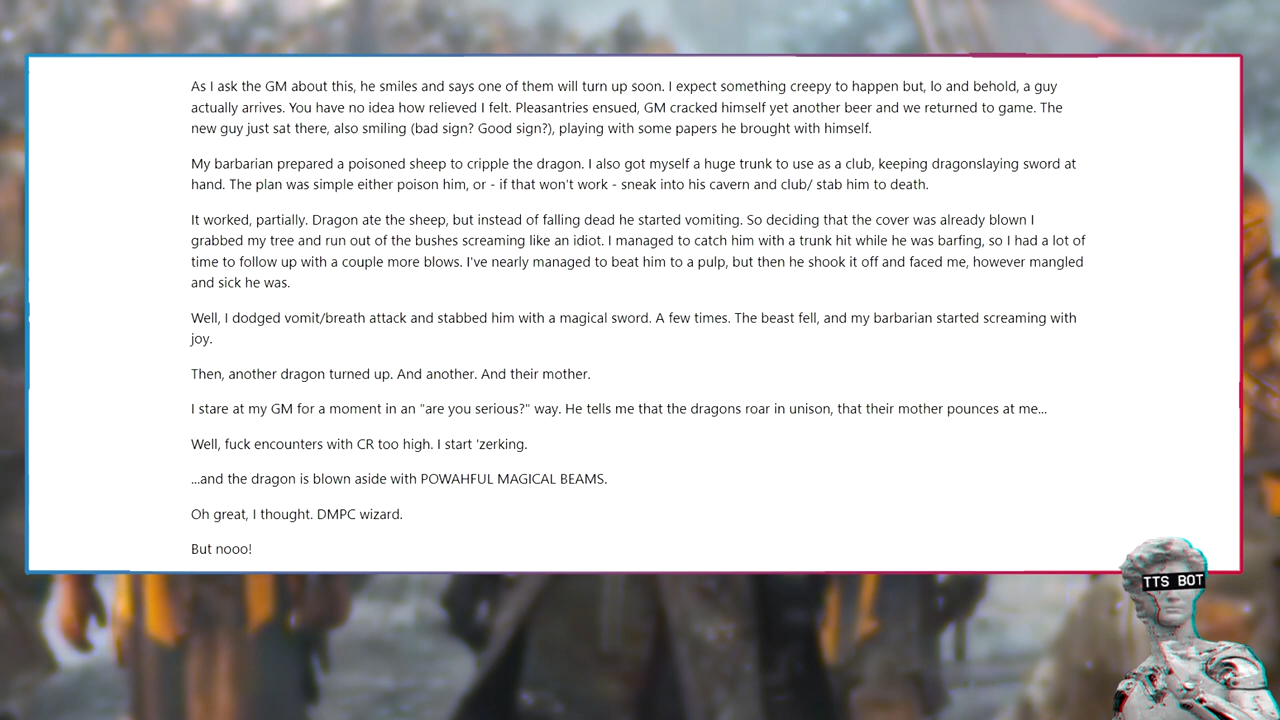 As I ask the GM about this, he smiles and says one of them will turn up soon. I expect something creepy to happen but, lo and behold, a guy
actually arrives. You have no idea how relieved I felt. Pleasantries ensued, GM cracked himself yet another beer and we returned to game. The
new guy just sat there, also smiling (bad sign? Good sign?), playing with some papers he brought with himself.
My barbarian prepared a poisoned sheep to cripple the dragon. I also got myself a huge trunk to use as a club, keeping dragonslaying sword at
hand. The plan was simple either poison him, or - if that won't work - sneak into his cavern and club/ stab him to death.
It worked, partially. Dragon ate the sheep, but instead of falling dead he started vomiting. So deciding that the cover was already blown I
grabbed my tree and run out of the bushes screaming like an idiot. I managed to catch him with a trunk hit while he was barfing, so I had a lot of
time to follow up with a couple more blows. I've nearly managed to beat him to a pulp, but then he shook it off and faced me, however mangled
and sick he was.
Well, I dodged vomit/breath attack and stabbed him with a magical sword. A few times. The beast fell, and my barbarian started screaming with
joy.
Then, another dragon turned up. And another. And their mother.
I stare at my GM for a moment in an "are you serious?" way. He tells me that the dragons roar in unison, that their mother pounces at me...
Well, fuck encounters with CR too high. I start 'zerking.
...and the dragon is blown aside with POWAHFUL MAGICAL BEAMS.
Oh great, I thought. DMPC wizard.
But nooo!
TTS BOT